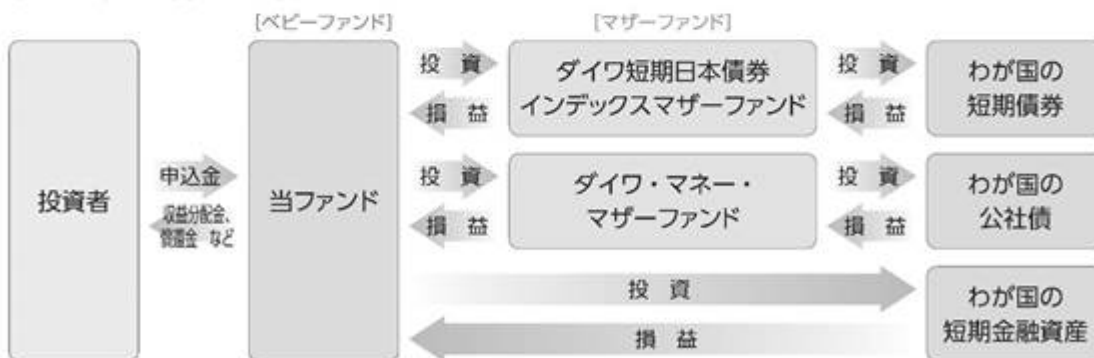 [ベビーファンド]
[マザーファンド]
投資者
申込金
収益分配金、
償還金 など
当ファンド
投 資
損 益
ダイワ短期日本債券
インデックスマザーファンド
投 資
損 益
わが国の
短期債券
投 資
損 益
ダイワ・マネー・
マザーファンド
投 資
損 益
わが国の
公社債
投 資
損 益
わが国の
短期金融資産